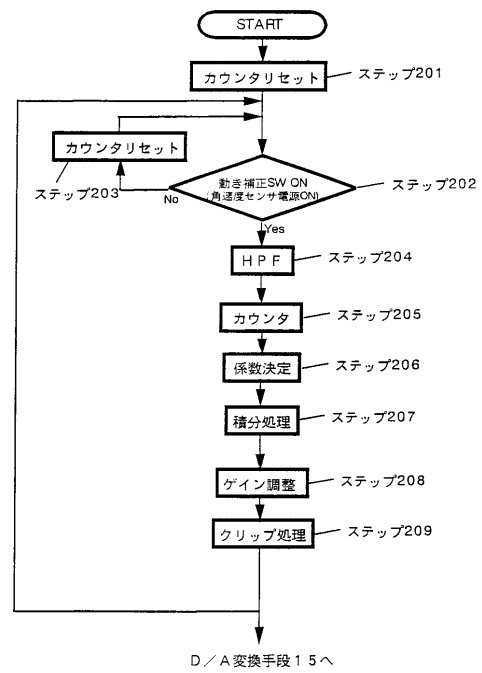 START
カウンタリセット
ステップ201
カウンタリセット
ステップ203
No
動き補正SW ON
(角速度センサ電源ON)
ステップ202
Yes
HPF
ステップ204
カウンタ
ステップ205
係数決定
ステップ206
積分処理
ステップ207
ゲイン調整
ステップ208
クリップ処理
ステップ209
D/A変換手段15へ